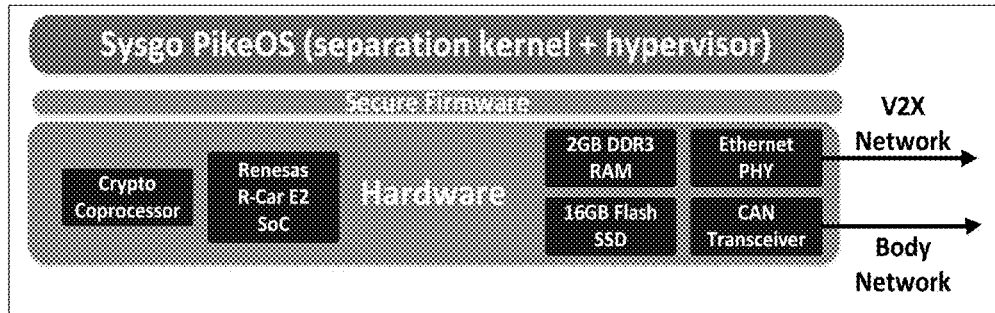 Sysgo PikeOS (separation kernel + hypervisor)
Secure Firmware
Hardware
Crypto
Coprocessor
Renesas
R-Car E2
SoC
2GB DDR3
RAM
Ethernet
PHY
16GB Flash
SSD
CAN
Transceiver
V2X
Network
Body
Network